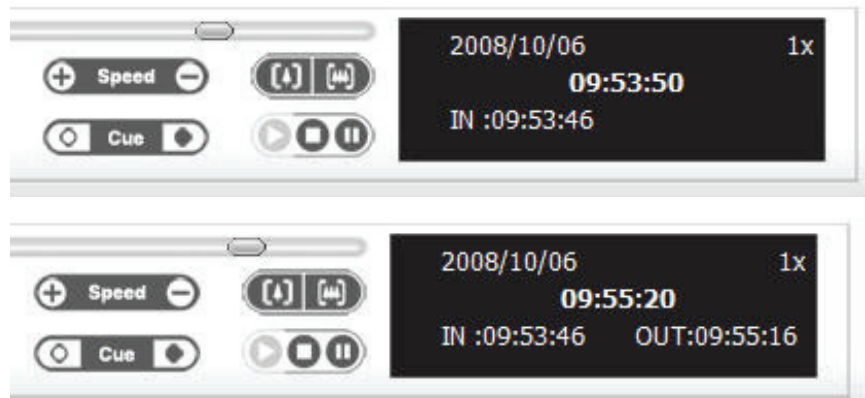 2008/10/06 1x
09:53:50
Speed
IN :09:53:46
Cue
2008/10/06 1x
09:55:20
Speed
IN :09:53:46 OUT:09:55:16
Cue